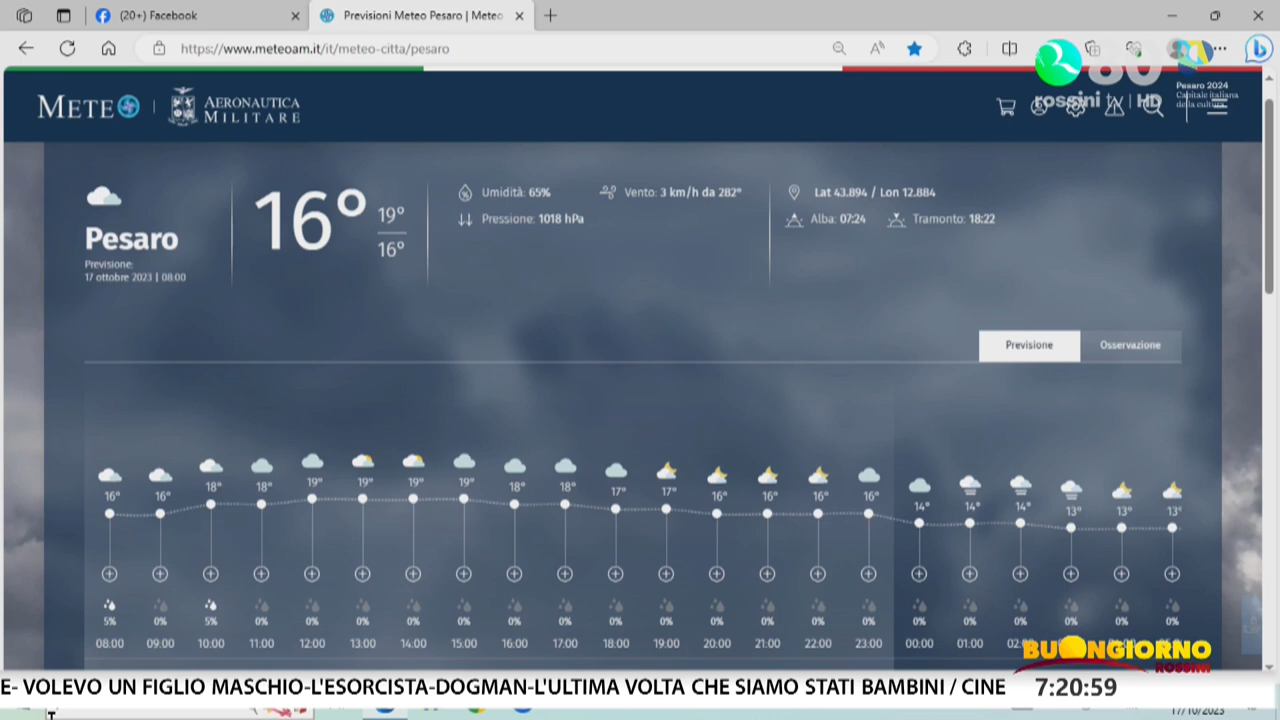 (20+) Facebook
Previsioni Meteo Pesaro | Meteo
https://www.meteoam.it/it/meteo-citta/pesaro
80
rossini tv | HD
Pesaro 2024
Capitale italiana
della cultura
METEO
AERONAUTICA
MILITARE
Pesaro
Previsione:
17 ottobre 2023 | 08:00
16°
19°
16°
Umidità: 65%
Vento: 3 km/h da 282°
Pressione: 1018 hPa
Lat 43.894 / Lon 12.884
Alba: 07:24
Tramonto: 18:22
Previsione
Osservazione
16° 16° 18° 18° 19° 19° 19° 19° 18° 18° 17° 17° 16° 16° 16° 16° 14° 14° 14° 13° 13° 13°
5% 0% 5% 0% 0% 0% 0% 0% 0% 0% 0% 0% 0% 0% 0% 0% 0% 0% 0% 0% 0% 0%
08:00 09:00 10:00 11:00 12:00 13:00 14:00 15:00 16:00 17:00 18:00 19:00 20:00 21:00 22:00 23:00 00:00 01:00 02:
BUONGIORNO
ROSSINI
E- VOLEVO UN FIGLIO MASCHIO-L'ESORCISTA-DOGMAN-L'ULTIMA VOLTA CHE SIAMO STATI BAMBINI / CINE
7:20:59
17/10/2023